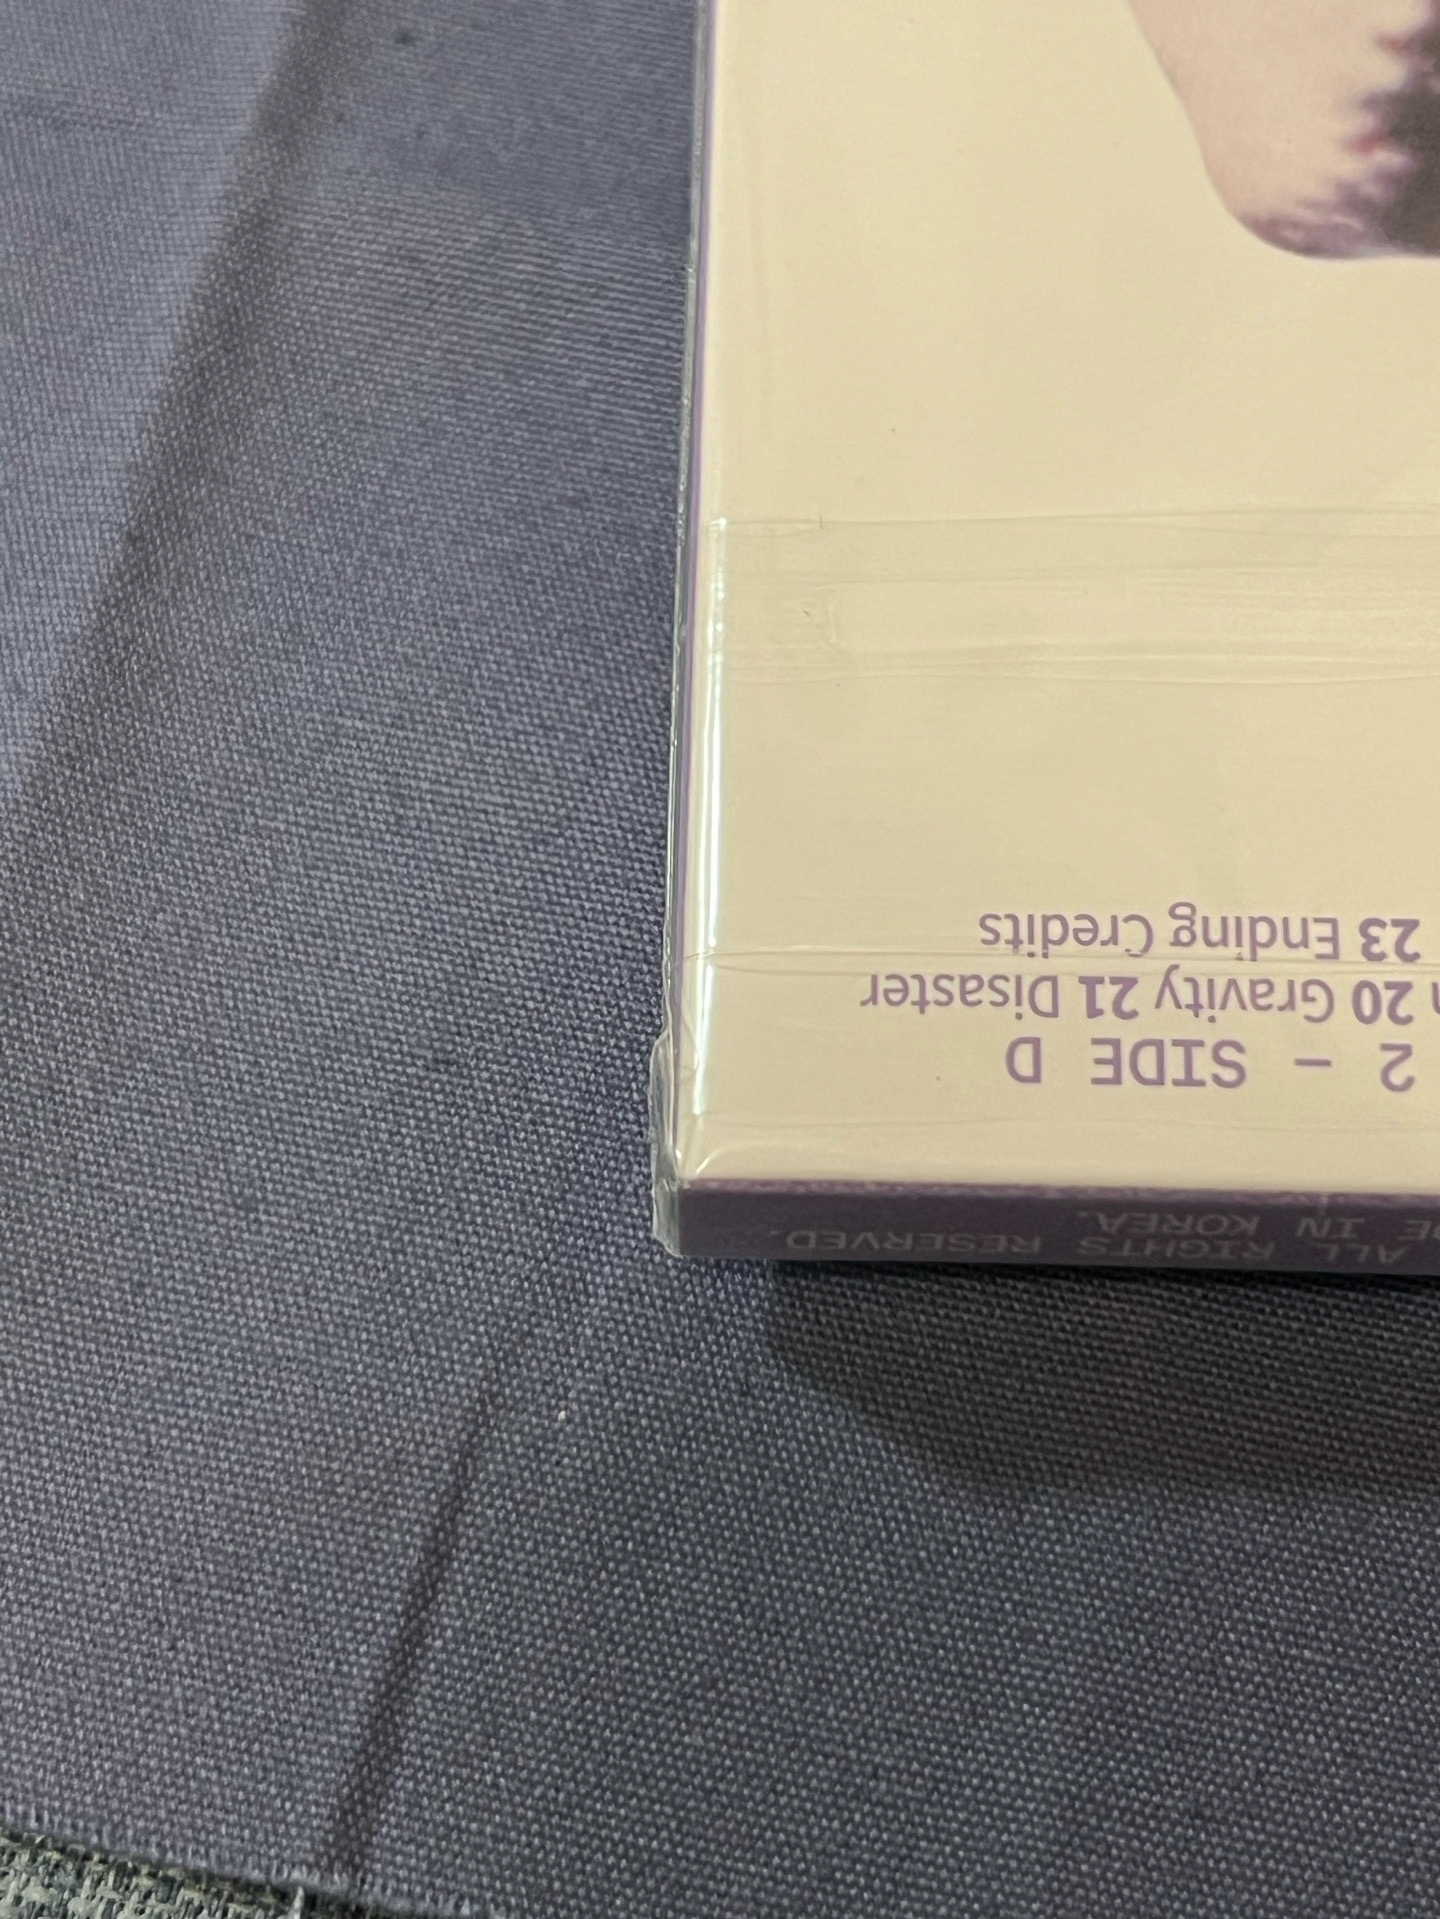 ALL RIGHTS RESERVED.
IN KOREA.
2 - SIDE D
20 Gravity 21 Disaster
23 Ending Credits